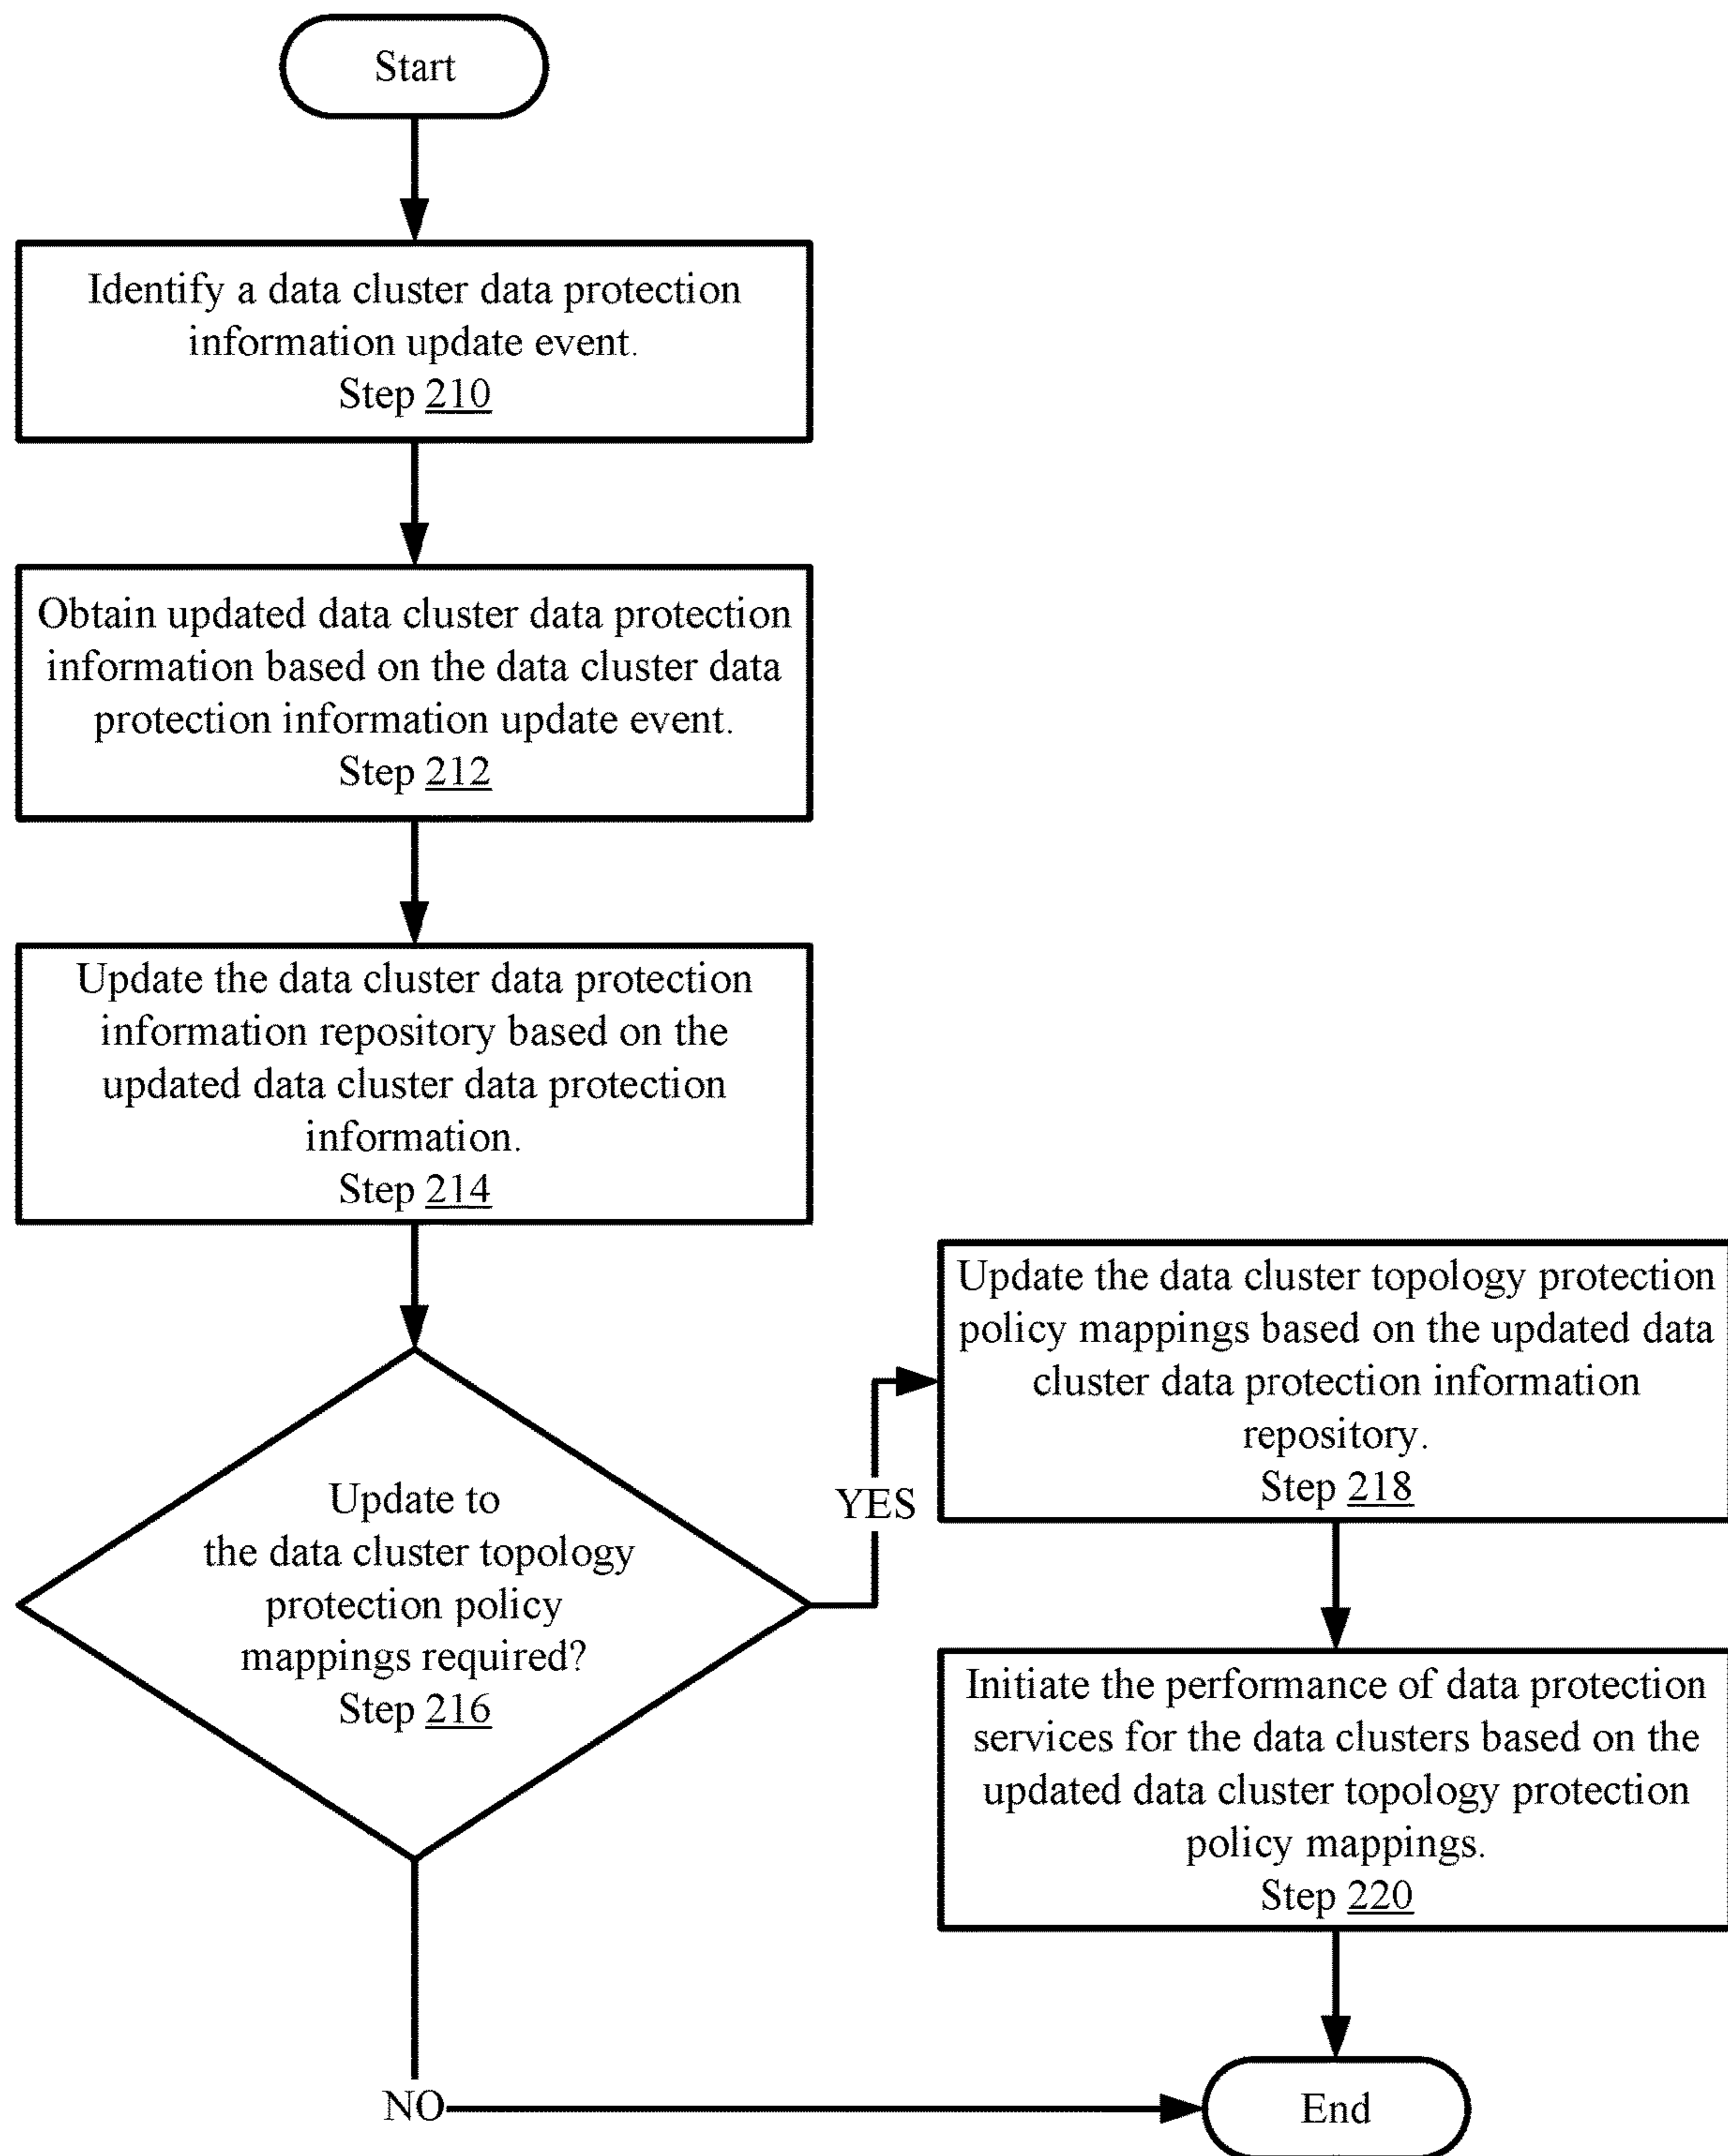 Start
Identify a data cluster data protection
information update event.
Step 210
Obtain updated data cluster data protection
information based on the data cluster data
protection information update event.
Step 212
Update the data cluster data protection
information repository based on the
updated data cluster data protection
information.
Step 214
Update to
the data cluster topology
protection policy
mappings required?
Step 216
YES
Update the data cluster topology protection
policy mappings based on the updated data
cluster data protection information
repository.
Step 218
Initiate the performance of data protection
services for the data clusters based on the
updated data cluster topology protection
policy mappings.
Step 220
NO
End